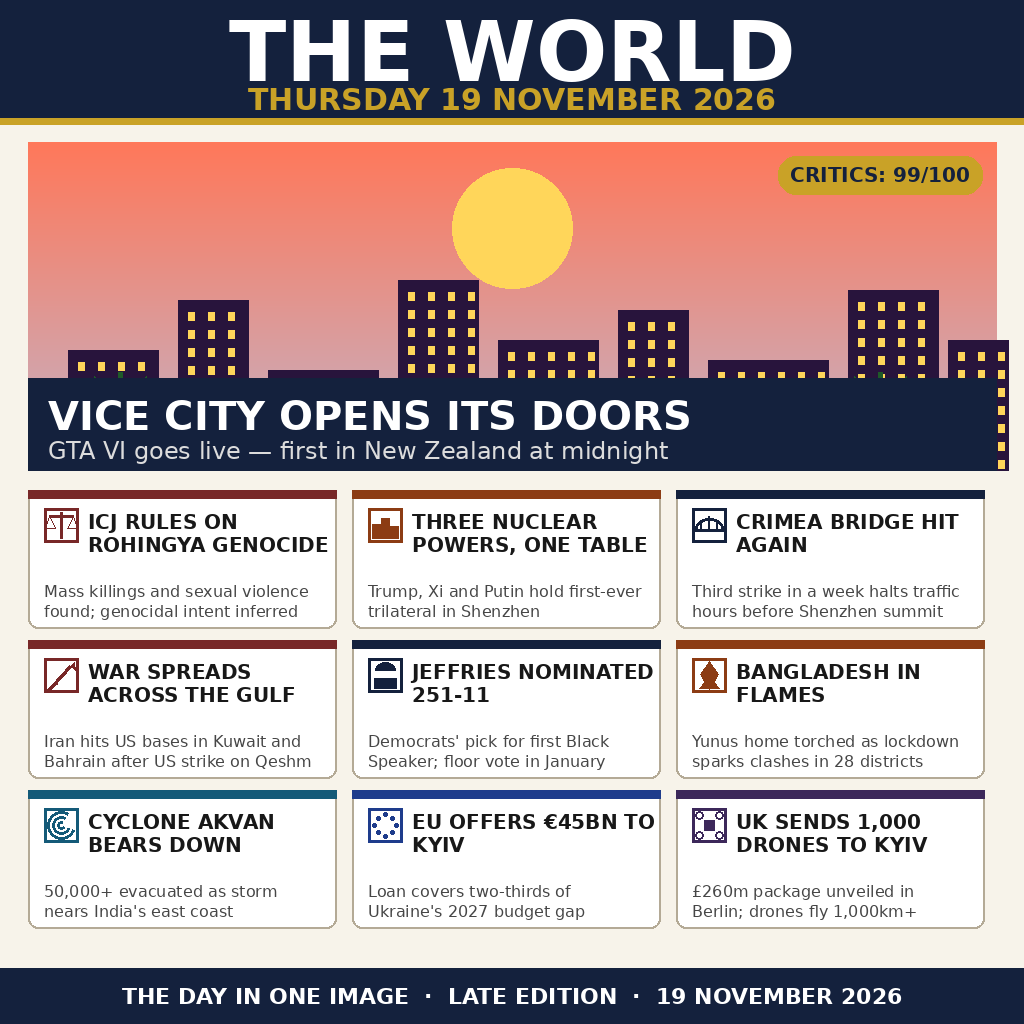 THE WORLD
THURSDAY 19 NOVEMBER 2026
CRITICS: 99/100
VICE CITY OPENS ITS DOORS
GTA VI goes live — first in New Zealand at midnight
ICJ RULES ON
ROHINGYA GENOCIDE
Mass killings and sexual violence
found; genocidal intent inferred
THREE NUCLEAR
POWERS, ONE TABLE
Trump, Xi and Putin hold first-ever
trilateral in Shenzhen
CRIMEA BRIDGE HIT
AGAIN
Third strike in a week halts traffic
hours before Shenzhen summit
WAR SPREADS
ACROSS THE GULF
Iran hits US bases in Kuwait and
Bahrain after US strike on Qeshm
JEFFRIES NOMINATED
251-11
Democrats' pick for first Black
Speaker; floor vote in January
BANGLADESH IN
FLAMES
Yunus home torched as lockdown
sparks clashes in 28 districts
CYCLONE AKVAN
BEARS DOWN
50,000+ evacuated as storm
nears India's east coast
EU OFFERS €45BN TO
KYIV
Loan covers two-thirds of
Ukraine's 2027 budget gap
UK SENDS 1,000
DRONES TO KYIV
£260m package unveiled in
Berlin; drones fly 1,000km+
THE DAY IN ONE IMAGE · LATE EDITION · 19 NOVEMBER 2026